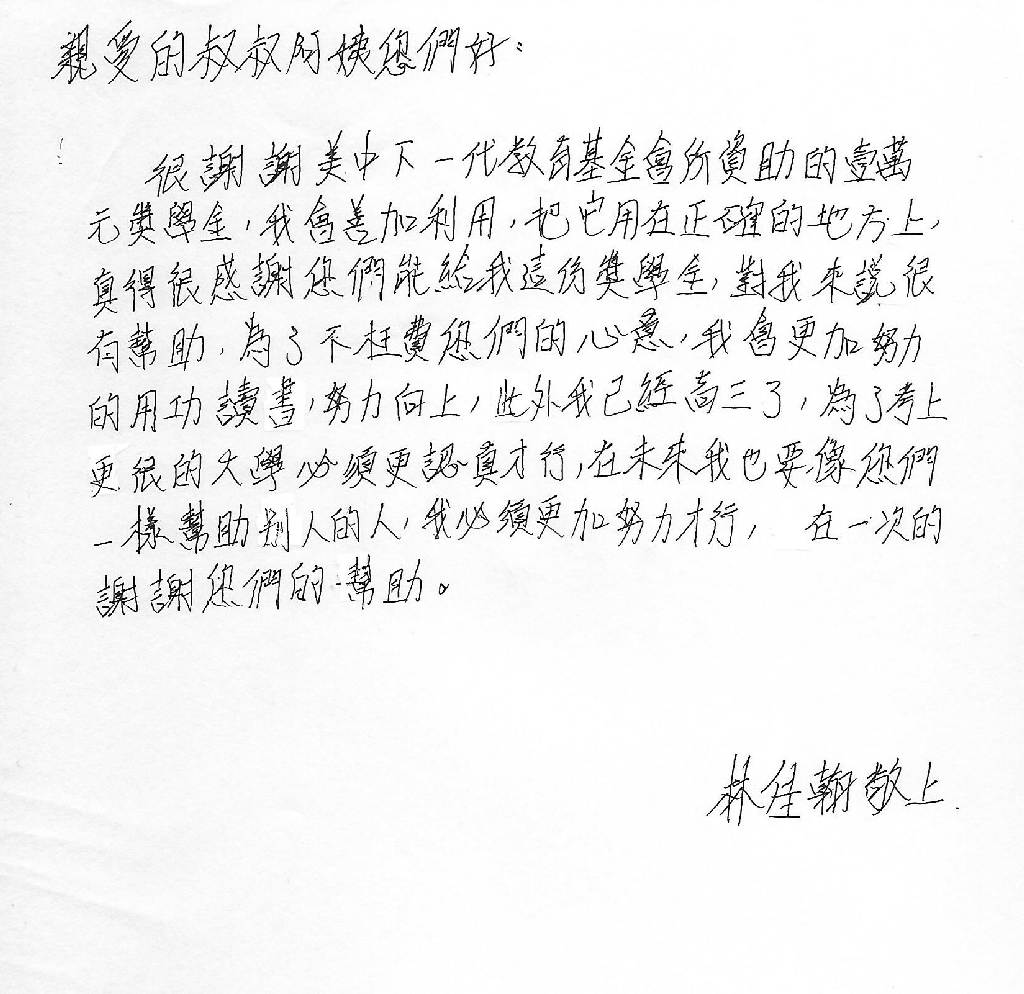 親愛的叔叔阿姨您們好：
很謝謝美中下一代教育基金會所資助的壹萬
元獎學金，我會善加利用，把它用在正確的地方上，
真得很感謝您們能給我這份獎學金，對我來說很
有幫助，為了不枉費您們的心意，我會更加努力
的用功讀書，努力向上，此外我已經高三了，為了考上
更很的大學必須更認真才行，在未來我也要像您們
一樣幫助別人的人，我必須更加努力才行， 在一次的
謝謝您們的幫助。
林佳翰敬上.